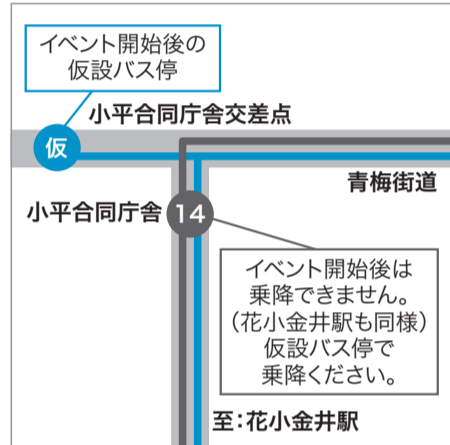 イベント開始後の
仮設バス停
小平合同庁舎交差点
仮
青梅街道
小平合同庁舎
14
イベント開始後は
乗降できません。
（花小金井駅も同様）
仮設バス停で
乗降ください。
至：花小金井駅